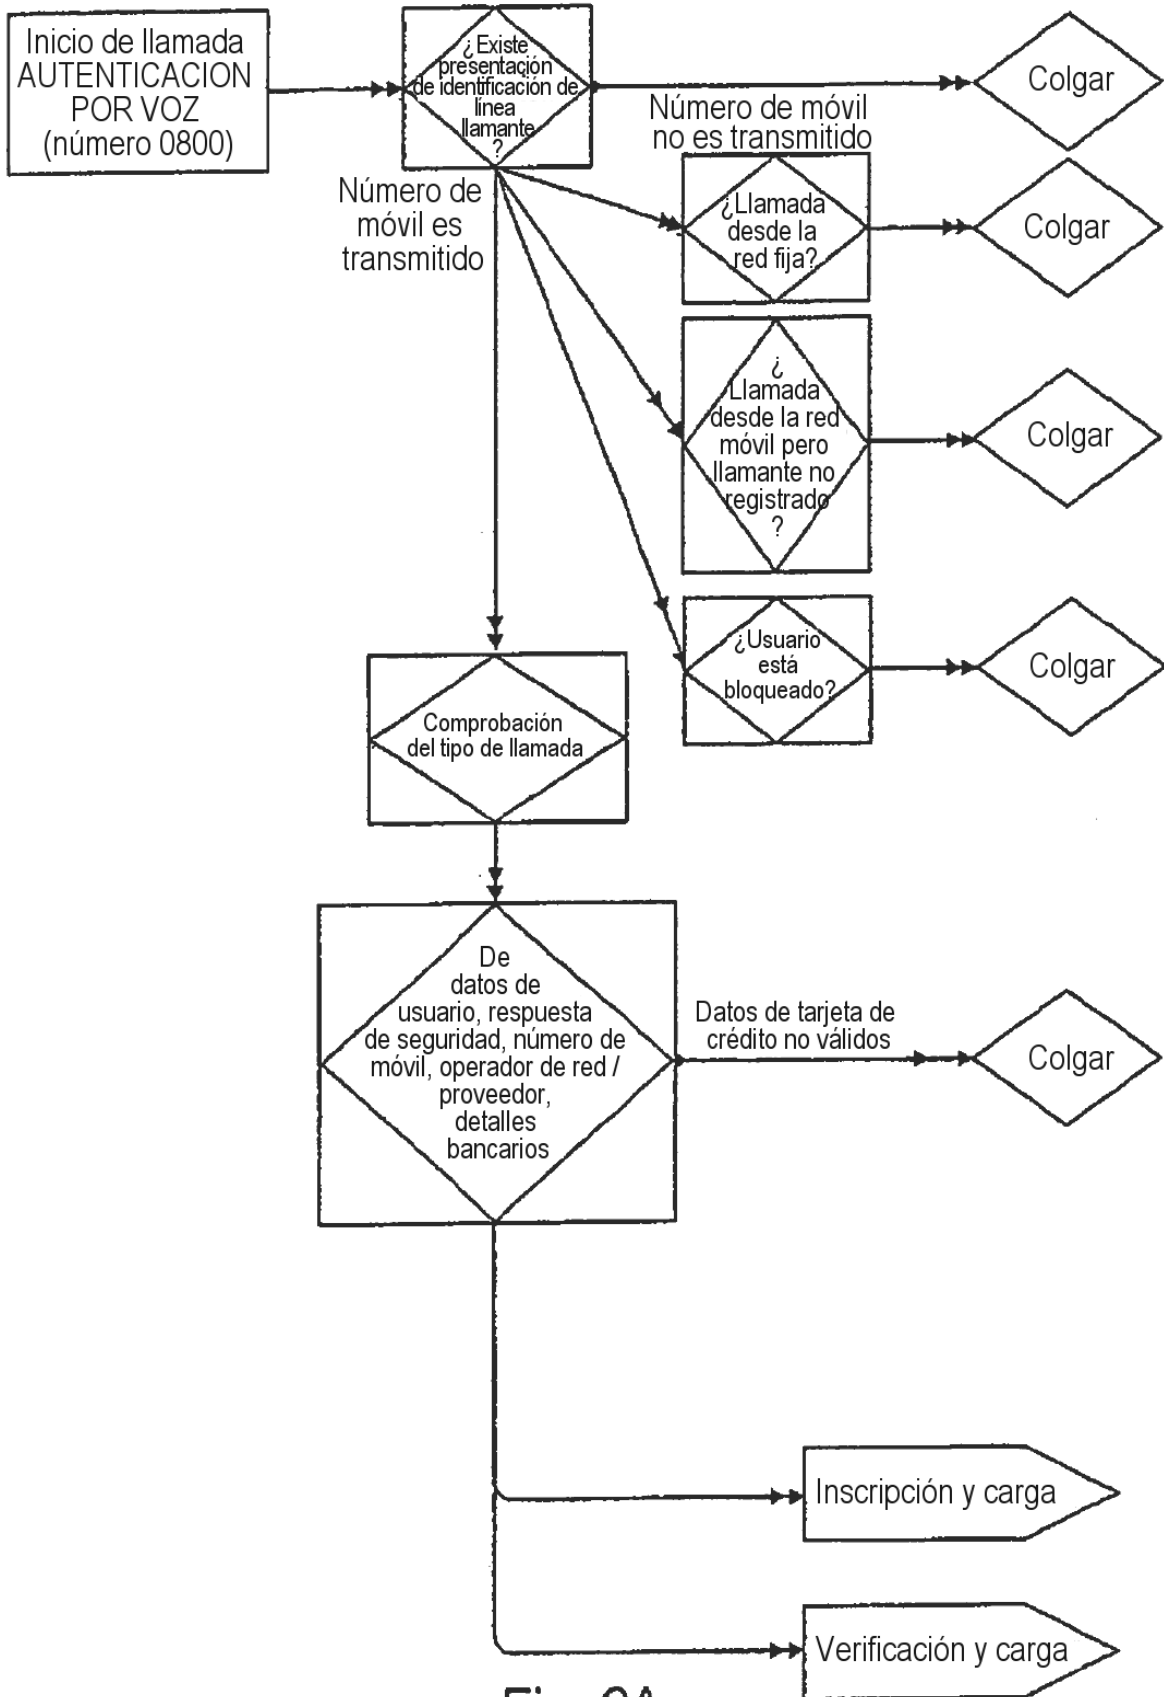 Inicio de llamada
AUTENTICACION
POR VOZ
(número 0800)
¿Existe
presentación
de identificación de
línea
llamante
?
Colgar
Número de móvil
no es transmitido
Número de
móvil es
transmitido
¿Llamada
desde la
red fija?
Colgar
¿
Llamada
desde la red
móvil pero
llamante no
registrado
?
Colgar
¿Usuario
está
bloqueado?
Colgar
Comprobación
del tipo de llamada
De
datos de
usuario, respuesta
de seguridad, número de
móvil, operador de red /
proveedor,
detalles
bancarios
Datos de tarjeta de
crédito no válidos
Colgar
Inscripción y carga
Verificación y carga